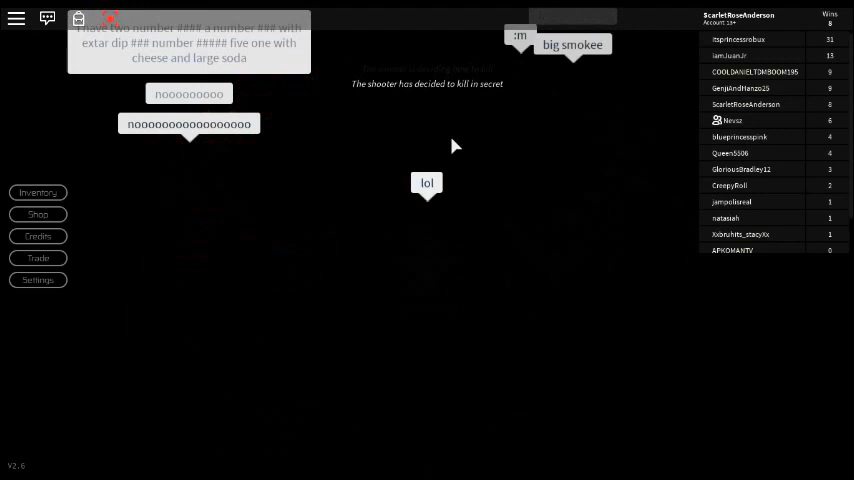 I have two number #### a number ### with
extar dip ### number ##### five one with
cheese and large soda
:m
big smokee
The shooter has decided to kill in secret
nooooooooo
noooooooooooooooooo
lol
Inventory
Shop
Credits
Trade
Settings
V2.6
ScarletRoseAnderson
Account 13+
Wins
8
itsprincessrobux 31
iamJuanJr 13
COOLDANIELTDMBOOM195 9
GenjiAndHanzo25 9
ScarletRoseAnderson 8
Nevsz 6
blueprincesspink 4
Queen5506 4
GloriousBradley12 3
CreepyRoll 2
jampolisreal 1
natasiah 1
Xxbruhits_stacyXx 1
APKOMANTV 0